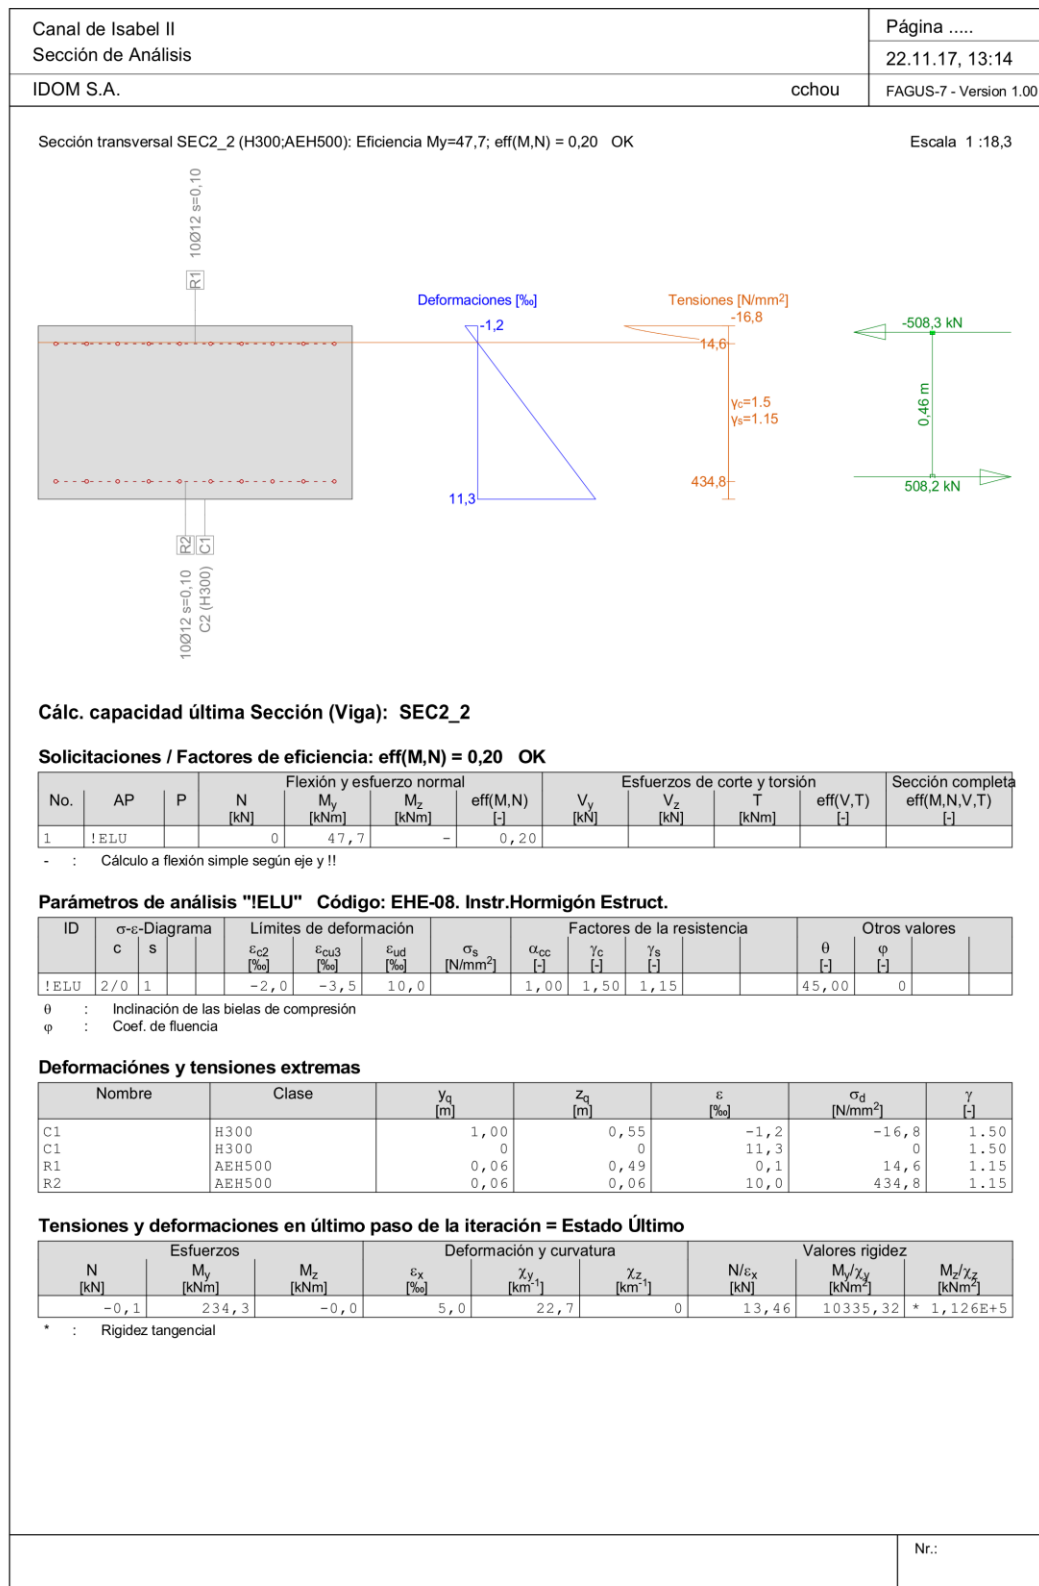 Canal de Isabel II
Sección de Análisis
Página .....
22.11.17, 13:14
IDOM S.A.
cchou
FAGUS-7 - Version 1.00
Sección transversal SEC2_2 (H300;AEH500): Eficiencia My=47,7; eff(M,N) = 0,20 OK
Escala 1 :18,3
R1 10Ø12 s=0,10
Deformaciones [‰]
-1,2
11,3
Tensiones [N/mm²]
-16,8
14,6
γc=1.5
γs=1.15
434,8
-508,3 kN
0,46 m
508,2 kN
R2 10Ø12 s=0,10
C1 C2 (H300)
Cálc. capacidad última Sección (Viga): SEC2_2
Solicitaciones / Factores de eficiencia: eff(M,N) = 0,20 OK
Flexión y esfuerzo normal Esfuerzos de corte y torsión Sección completa
No. AP P N My Mz eff(M,N) Vy Vz T eff(V,T) eff(M,N,V,T)
[kN] [kNm] [kNm] [-] [kN] [kN] [kNm] [-] [-]
1 !ELU 0 47,7 - 0,20
- : Cálculo a flexión simple según eje y !!
Parámetros de análisis "!ELU" Código: EHE-08. Instr.Hormigón Estruct.
ID σ-ε-Diagrama Límites de deformación Factores de la resistencia Otros valores
c s εc2 εcu3 εud σs αcc γc γs θ φ
[‰] [‰] [‰] [N/mm²] [-] [-] [-] [-] [-]
!ELU 2/0 1 -2,0 -3,5 10,0 1,00 1,50 1,15 45,00 0
θ : Inclinación de las bielas de compresión
φ : Coef. de fluencia
Deformaciónes y tensiones extremas
Nombre Clase yq zq ε σd γ
[m] [m] [‰] [N/mm²] [-]
C1 H300 1,00 0,55 -1,2 -16,8 1.50
C1 H300 0 0 11,3 0 1.50
R1 AEH500 0,06 0,49 0,1 14,6 1.15
R2 AEH500 0,06 0,06 10,0 434,8 1.15
Tensiones y deformaciones en último paso de la iteración = Estado Último
Esfuerzos Deformación y curvatura Valores rigidez
N My Mz εx χy χz N/εx My/χy Mz/χz
[kN] [kNm] [kNm] [‰] [km-1] [km-1] [kN] [kNm²] [kNm²]
-0,1 234,3 -0,0 5,0 22,7 0 13,46 10335,32 * 1,126E+5
* : Rigidez tangencial
Nr.: